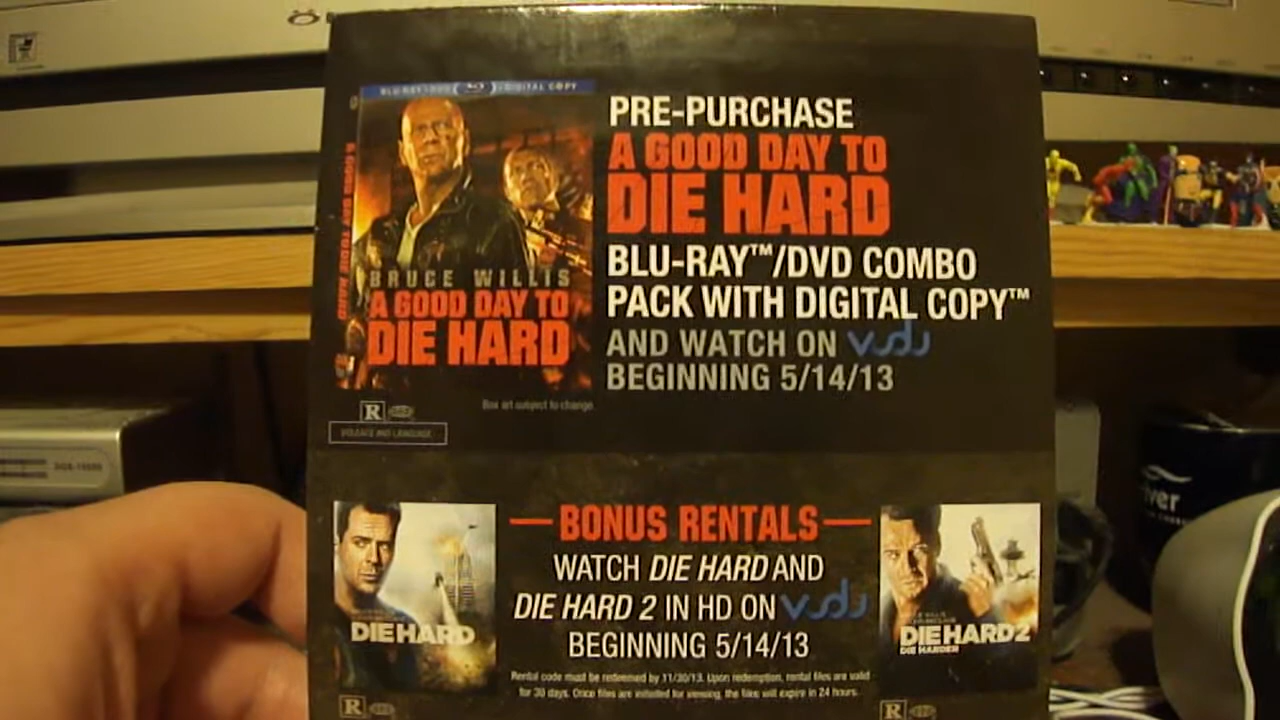 BLU-RAY + DVD + DIGITAL COPY
A GOOD DAY TO DIE HARD
BRUCE WILLIS
A GOOD DAY TO
DIE HARD
R
VIOLENCE AND LANGUAGE
Box art subject to change.
PRE-PURCHASE
A GOOD DAY TO
DIE HARD
BLU-RAY™/DVD COMBO
PACK WITH DIGITAL COPY™
AND WATCH ON vudu
BEGINNING 5/14/13
DIE HARD
R
BONUS RENTALS
WATCH DIE HARD AND
DIE HARD 2 IN HD ON vudu
BEGINNING 5/14/13
Rental code must be redeemed by 11/30/13. Upon redemption, rental files are valid
for 30 days. Once files are initiated for viewing, the files will expire in 24 hours.
DIE HARD 2
DIE HARDER
R